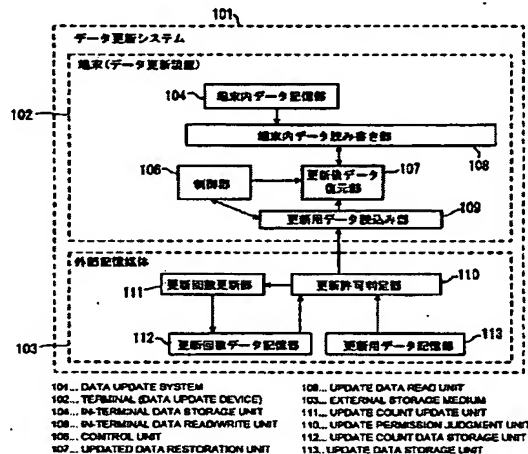 101
データ更新システム
端末(データ更新装置)
102
104
端末内データ記憶部
端末内データ読み書き部
108
106
制御部
更新後データ
復元部
107
更新用データ読込み部
109
外部記憶媒体
111
更新回数更新部
更新許可判定部
110
112
更新回数データ記憶部
更新用データ記憶部
113
103
101... DATA UPDATE SYSTEM
102... TERMINAL (DATA UPDATE DEVICE)
104... IN-TERMINAL DATA STORAGE UNIT
108... IN-TERMINAL DATA READ/WRITE UNIT
106... CONTROL UNIT
107... UPDATED DATA RESTORATION UNIT
109... UPDATE DATA READ UNIT
103... EXTERNAL STORAGE MEDIUM
111... UPDATE COUNT UPDATE UNIT
110... UPDATE PERMISSION JUDGMENT UNIT
112... UPDATE COUNT DATA STORAGE UNIT
113... UPDATE DATA STORAGE UNIT